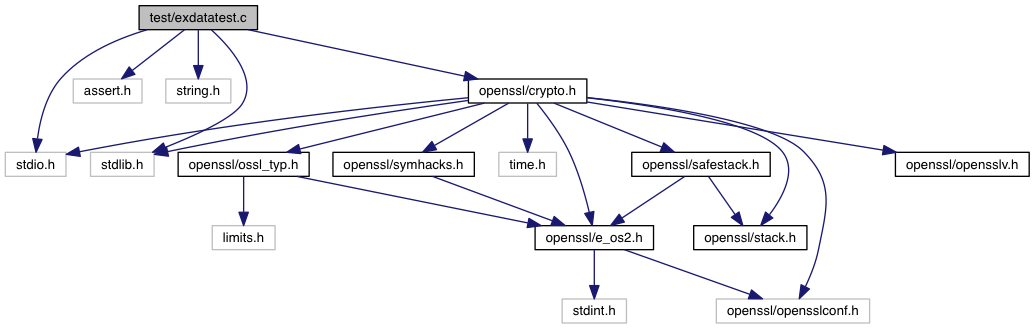 test/exdatatest.c
assert.h
string.h
openssl/crypto.h
stdio.h
stdlib.h
openssl/ossl_typ.h
openssl/symhacks.h
time.h
openssl/safestack.h
openssl/opensslv.h
limits.h
openssl/e_os2.h
openssl/stack.h
stdint.h
openssl/opensslconf.h